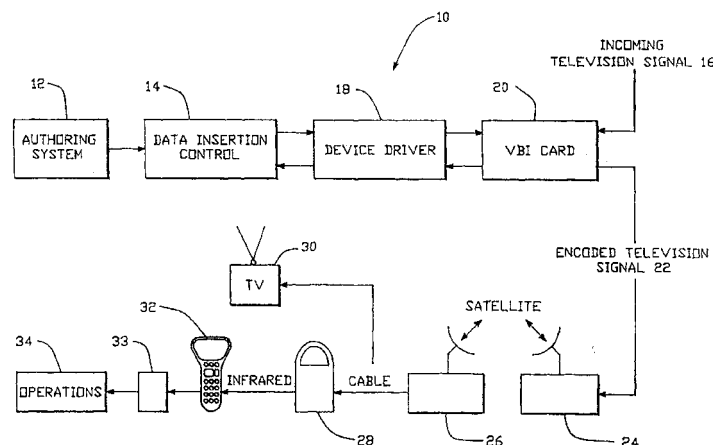 10
INCOMING
TELEVISION SIGNAL 16
12
14
18
20
AUTHORING
SYSTEM
DATA INSERTION
CONTROL
DEVICE DRIVER
VBI CARD
30
TV
ENCODED TELEVISION
SIGNAL 22
SATELLITE
32
34
33
OPERATIONS
INFRARED
CABLE
28
26
24